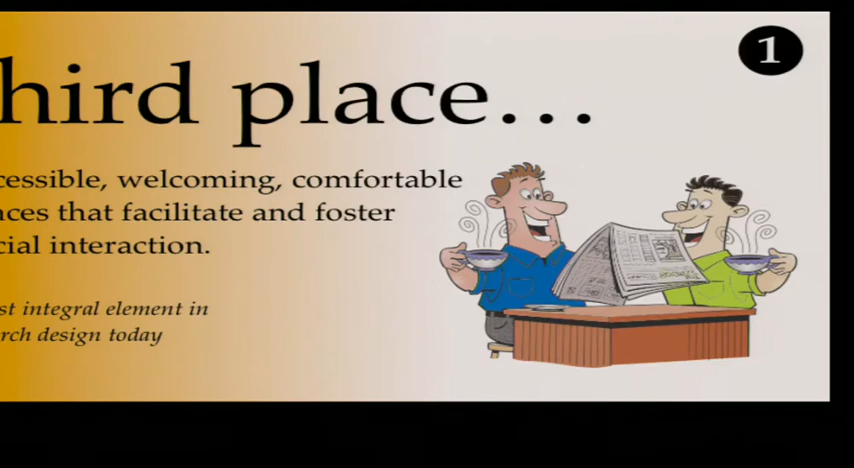 1
hird place...
cessible, welcoming, comfortable
nces that facilitate and foster
cial interaction.
st integral element in
rch design today